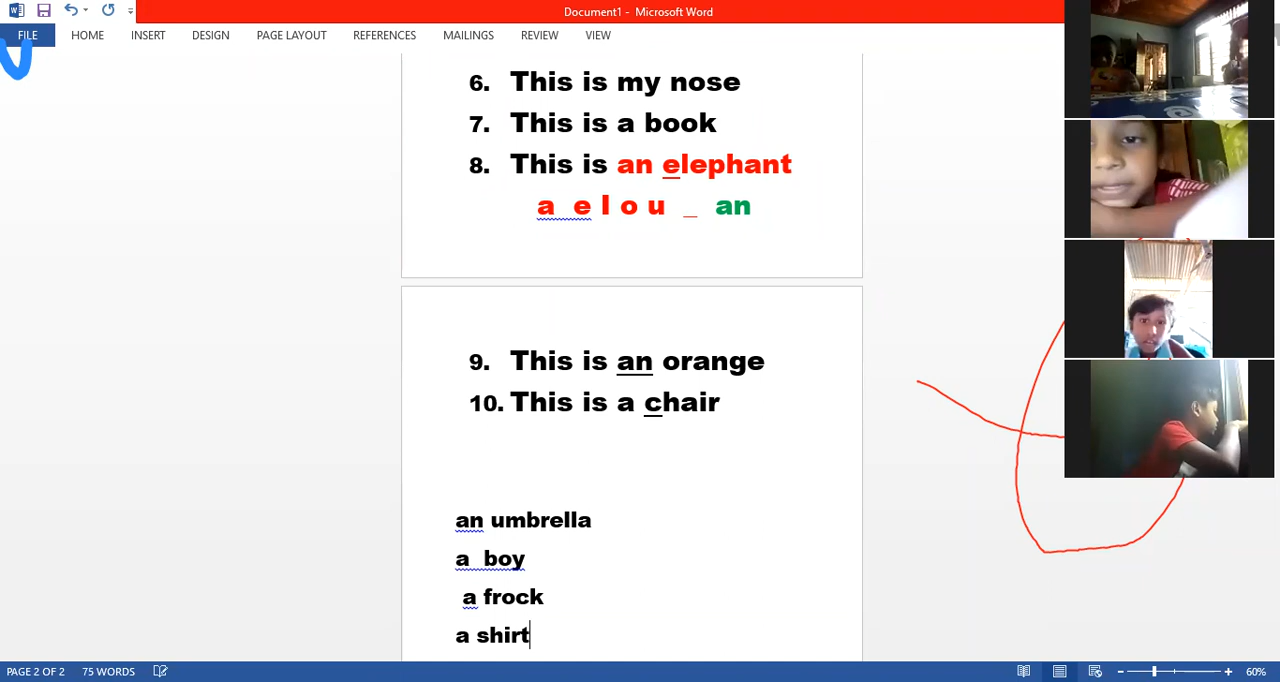 Document1 - Microsoft Word
FILE HOME INSERT DESIGN PAGE LAYOUT REFERENCES MAILINGS REVIEW VIEW
6. This is my nose
7. This is a book
8. This is an elephant
a e I o u _ an
9. This is an orange
10. This is a chair
an umbrella
a boy
a frock
a shirt
PAGE 2 OF 2 75 WORDS 60%